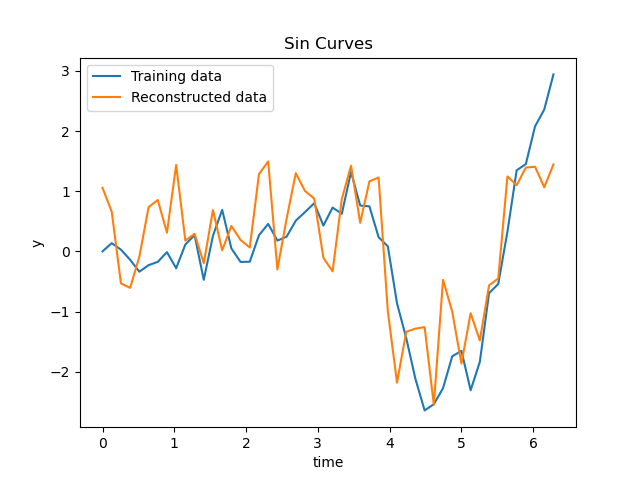 Sin Curves
Training data
Reconstructed data
3
2
1
0
−1
−2
y
0 1 2 3 4 5 6
time